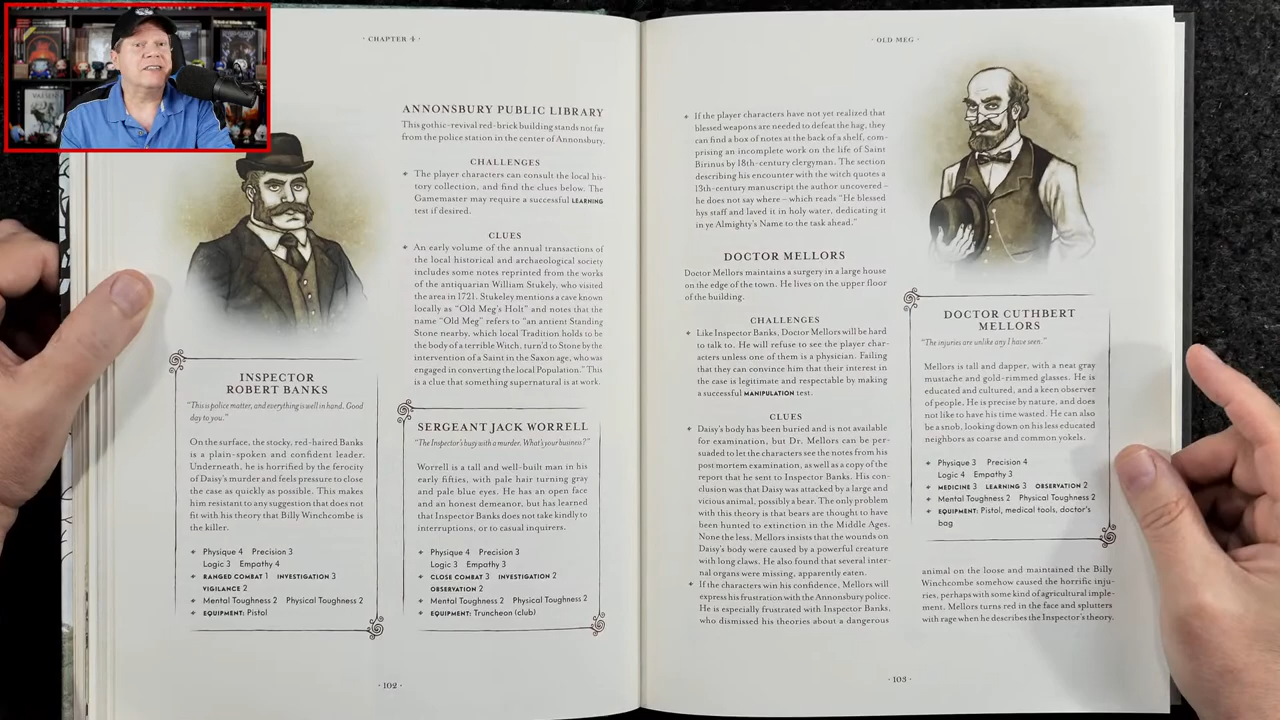 VAESEN
· CHAPTER 4 ·
ANNONSBURY PUBLIC LIBRARY
This gothic-revival red-brick building stands not far
from the police station in the center of Annonsbury.
CHALLENGES
The player characters can consult the local his-
tory collection, and find the clues below. The
Gamemaster may require a successful LEARNING
test if desired.
CLUES
An early volume of the annual transactions of
the local historical and archaeological society
includes some notes reprinted from the works
of the antiquarian William Stukely, who visited
the area in 1721. Stukeley mentions a cave known
locally as "Old Meg's Holt" and notes that the
name "Old Meg" refers to "an antient Standing
Stone nearby, which local Tradition holds to be
the body of a terrible Witch, turn'd to Stone by the
intervention of a Saint in the Saxon age, who was
engaged in converting the local Population." This
is a clue that something supernatural is at work.
INSPECTOR
ROBERT BANKS
"This is police matter, and everything is well in hand. Good
day to you."
On the surface, the stocky, red-haired Banks
is a plain-spoken and confident leader.
Underneath, he is horrified by the ferocity
of Daisy's murder and feels pressure to close
the case as quickly as possible. This makes
him resistant to any suggestion that does not
fit with his theory that Billy Winchcombe is
the killer.
Physique 4 Precision 3
Logic 3 Empathy 4
RANGED COMBAT 1 INVESTIGATION 3
VIGILANCE 2
Mental Toughness 2 Physical Toughness 2
EQUIPMENT: Pistol
SERGEANT JACK WORRELL
"The Inspector's busy with a murder. What's your business?"
Worrell is a tall and well-built man in his
early fifties, with pale hair turning gray
and pale blue eyes. He has an open face
and an honest demeanor, but has learned
that Inspector Banks does not take kindly to
interruptions, or to casual inquirers.
Physique 4 Precision 3
Logic 3 Empathy 3
CLOSE COMBAT 3 INVESTIGATION 2
OBSERVATION 2
Mental Toughness 2 Physical Toughness 2
EQUIPMENT: Truncheon (club)
· 102 ·
· OLD MEG ·
If the player characters have not yet realized that
blessed weapons are needed to defeat the hag, they
can find a box of notes at the back of a shelf, com-
prising an incomplete work on the life of Saint
Birinus by 18th-century clergyman. The section
describing his encounter with the witch quotes a
13th-century manuscript the author uncovered –
he does not say where – which reads "He blessed
hys staff and laved it in holy water, dedicating it
in ye Almighty's Name to the task ahead."
DOCTOR MELLORS
Doctor Mellors maintains a surgery in a large house
on the edge of the town. He lives on the upper floor
of the building.
CHALLENGES
Like Inspector Banks, Doctor Mellors will be hard
to talk to. He will refuse to see the player char-
acters unless one of them is a physician. Failing
that they can convince him that their interest in
the case is legitimate and respectable by making
a successful MANIPULATION test.
CLUES
Daisy's body has been buried and is not available
for examination, but Dr. Mellors can be per-
suaded to let the characters see the notes from his
post mortem examination, as well as a copy of the
report that he sent to Inspector Banks. His con-
clusion was that Daisy was attacked by a large and
vicious animal, possibly a bear. The only problem
with this theory is that bears are thought to have
been hunted to extinction in the Middle Ages.
None the less, Mellors insists that the wounds on
Daisy's body were caused by a powerful creature
with long claws. He also found that several inter-
nal organs were missing, apparently eaten.
If the characters win his confidence, Mellors will
express his frustration with the Annonsbury police.
He is especially frustrated with Inspector Banks,
who dismissed his theories about a dangerous
DOCTOR CUTHBERT
MELLORS
"The injuries are unlike any I have seen."
Mellors is tall and dapper, with a neat gray
mustache and gold-rimmed glasses. He is
educated and cultured, and a keen observer
of people. He is precise by nature, and does
not like to have his time wasted. He can also
be a snob, looking down on his less educated
neighbors as coarse and common yokels.
Physique 3 Precision 4
Logic 4 Empathy 3
MEDICINE 3 LEARNING 3 OBSERVATION 2
Mental Toughness 2 Physical Toughness 2
EQUIPMENT: Pistol, medical tools, doctor's
bag
animal on the loose and maintained the Billy
Winchcombe somehow caused the horrific inju-
ries, perhaps with some kind of agricultural imple-
ment. Mellors turns red in the face and splutters
with rage when he describes the Inspector's theory.
· 103 ·